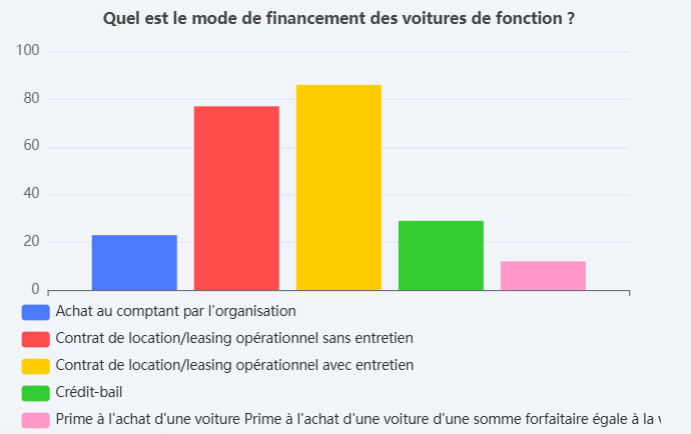 Quel est le mode de financement des voitures de fonction ?
100
80
60
40
20
0
Achat au comptant par l'organisation
Contrat de location/leasing opérationnel sans entretien
Contrat de location/leasing opérationnel avec entretien
Crédit-bail
Prime à l'achat d'une voiture Prime à l'achat d'une voiture d'une somme forfaitaire égale à la